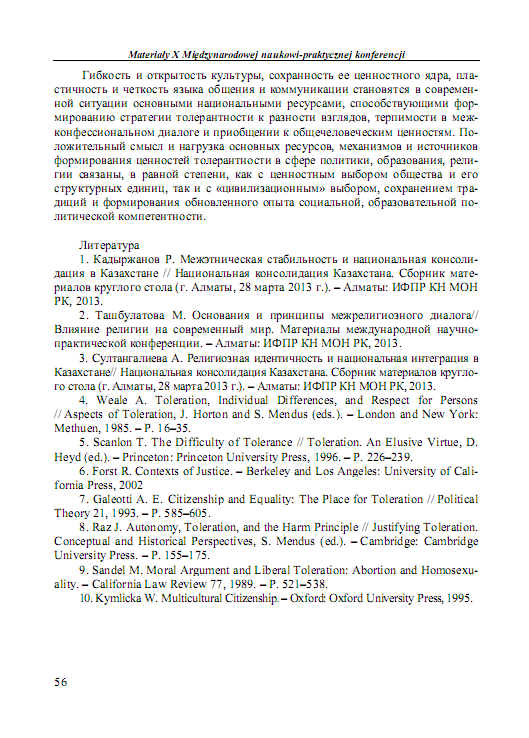 Materiały X Międzynarodowej naukowi-praktycznej konferencji
Гибкость и открытость культуры, сохранность ее ценностного ядра, пла-
стичность и четкость языка общения и коммуникации становятся в современ-
ной ситуации основными национальными ресурсами, способствующими фор-
мированию стратегии толерантности к разности взглядов, терпимости в меж-
конфессиональном диалоге и приобщении к общечеловеческим ценностям. По-
ложительный смысл и нагрузка основных ресурсов, механизмов и источников
формирования ценностей толерантности в сфере политики, образования, рели-
гии связаны, в равной степени, как с ценностным выбором общества и его
структурных единиц, так и с «цивилизационным» выбором, сохранением тра-
диций и формирования обновленного опыта социальной, образовательной по-
литической компетентности.
Литература
1. Кадыржанов Р. Межэтническая стабильность и национальная консоли-
дация в Казахстане // Национальная консолидация Казахстана. Сборник мате-
риалов круглого стола (г. Алматы, 28 марта 2013 г.). – Алматы: ИФПР КН МОН
РК, 2013.
2. Ташбулатова М. Основания и принципы межрелигиозного диалога//
Влияние религии на современный мир. Материалы международной научно-
практической конференции. – Алматы: ИФПР КН МОН РК, 2013.
3. Султангалиева А. Религиозная идентичность и национальная интеграция в
Казахстане// Национальная консолидация Казахстана. Сборник материалов кругло-
го стола (г. Алматы, 28 марта 2013 г.). – Алматы: ИФПР КН МОН РК, 2013.
4. Weale A. Toleration, Individual Differences, and Respect for Persons
// Aspects of Toleration, J. Horton and S. Mendus (eds.). – London and New York:
Methuen, 1985. – P. 16–35.
5. Scanlon T. The Difficulty of Tolerance // Toleration. An Elusive Virtue, D.
Heyd (ed.). – Princeton: Princeton University Press, 1996. – P. 226–239.
6. Forst R. Contexts of Justice. – Berkeley and Los Angeles: University of Cali-
fornia Press, 2002
7. Galeotti A. E. Citizenship and Equality: The Place for Toleration // Political
Theory 21, 1993. – P. 585–605.
8. Raz J. Autonomy, Toleration, and the Harm Principle // Justifying Toleration.
Conceptual and Historical Perspectives, S. Mendus (ed.). – Cambridge: Cambridge
University Press. – P. 155–175.
9. Sandel M. Moral Argument and Liberal Toleration: Abortion and Homosexu-
ality. – California Law Review 77, 1989. – P. 521–538.
10. Kymlicka W. Multicultural Citizenship. – Oxford: Oxford University Press, 1995.
56